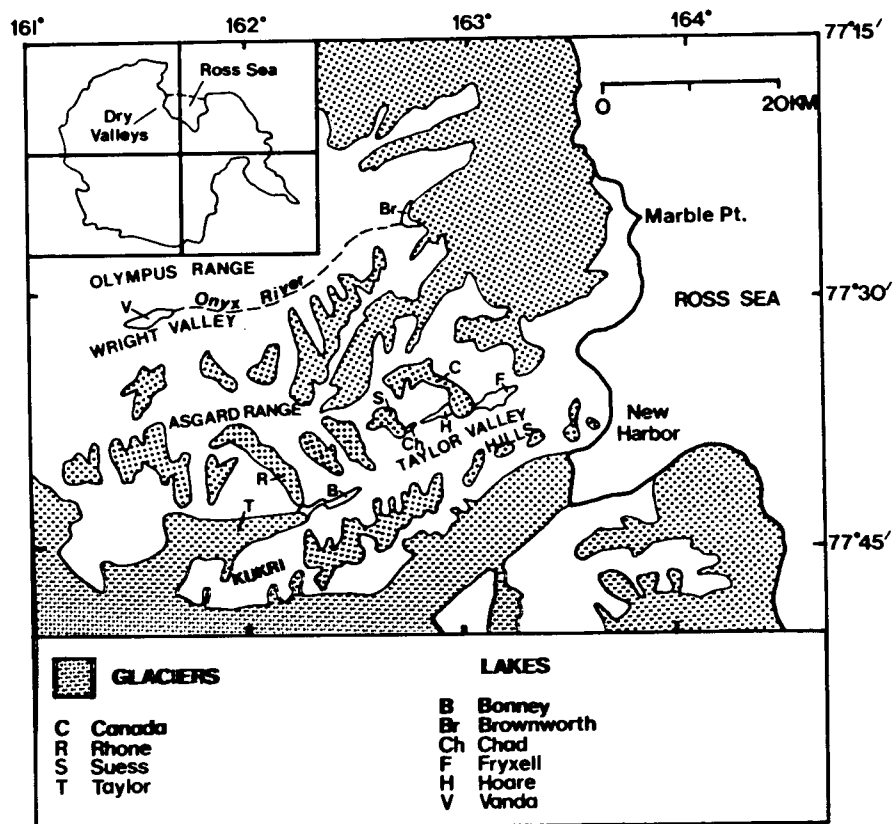 161° 162° 163° 164°
77°15′
Ross Sea
Dry
Valleys
0 20KM
Br
Marble Pt.
OLYMPUS RANGE
Onyx River
77°30′
ROSS SEA
V
WRIGHT VALLEY
C
S
F
ASGARD RANGE
H
Ch
New
Harbor
TAYLOR VALLEY
HILLS
R
B
T
77°45′
KUKRI
GLACIERS
C Canada
R Rhone
S Suess
T Taylor
LAKES
B Bonney
Br Brownworth
Ch Chad
F Fryxell
H Hoare
V Vanda